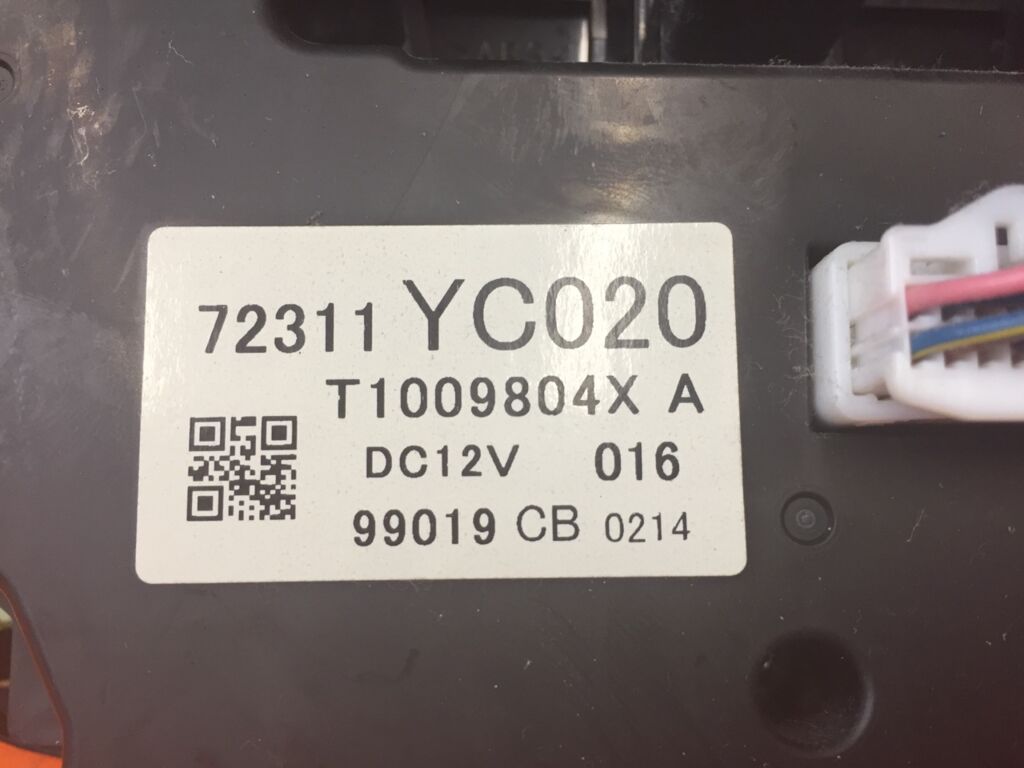 72311 YC020
T1009804X A
DC12V 016
99019 CB 0214